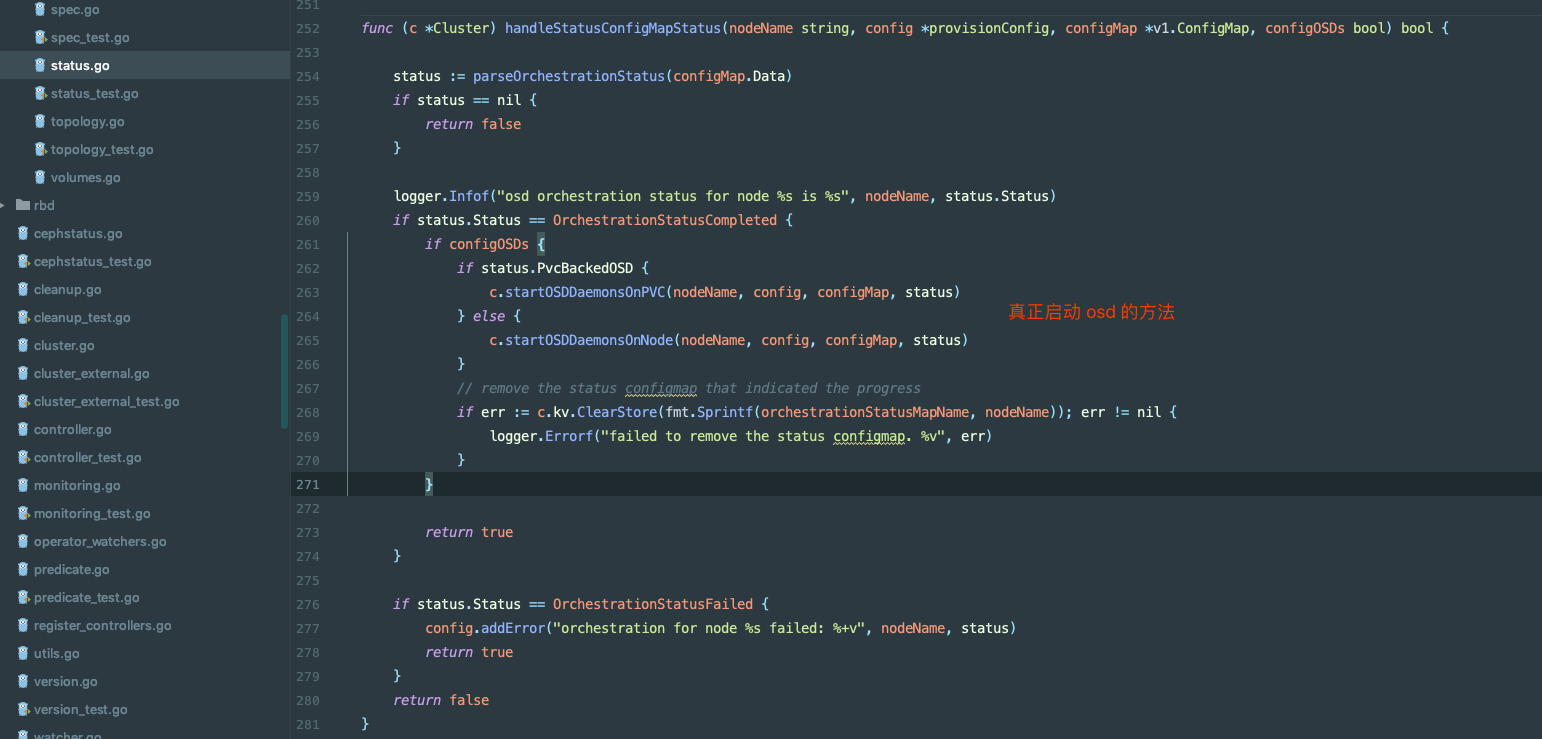 spec.go
spec_test.go
status.go
status_test.go
topology.go
topology_test.go
volumes.go
rbd
cephstatus.go
cephstatus_test.go
cleanup.go
cleanup_test.go
cluster.go
cluster_external.go
cluster_external_test.go
controller.go
controller_test.go
monitoring.go
monitoring_test.go
operator_watchers.go
predicate.go
predicate_test.go
register_controllers.go
utils.go
version.go
version_test.go
watcher.go
251
252 func (c *Cluster) handleStatusConfigMapStatus(nodeName string, config *provisionConfig, configMap *v1.ConfigMap, configOSDs bool) bool {
253
254 status := parseOrchestrationStatus(configMap.Data)
255 if status == nil {
256 return false
257 }
258
259 logger.Infof("osd orchestration status for node %s is %s", nodeName, status.Status)
260 if status.Status == OrchestrationStatusCompleted {
261 if configOSDs {
262 if status.PvcBackedOSD {
263 c.startOSDDaemonsOnPVC(nodeName, config, configMap, status)
264 } else {
真正启动 osd 的方法
265 c.startOSDDaemonsOnNode(nodeName, config, configMap, status)
266 }
267 // remove the status configmap that indicated the progress
268 if err := c.kv.ClearStore(fmt.Sprintf(orchestrationStatusMapName, nodeName)); err != nil {
269 logger.Errorf("failed to remove the status configmap. %v", err)
270 }
271 }
272
273 return true
274 }
275
276 if status.Status == OrchestrationStatusFailed {
277 config.addError("orchestration for node %s failed: %+v", nodeName, status)
278 return true
279 }
280 return false
281 }